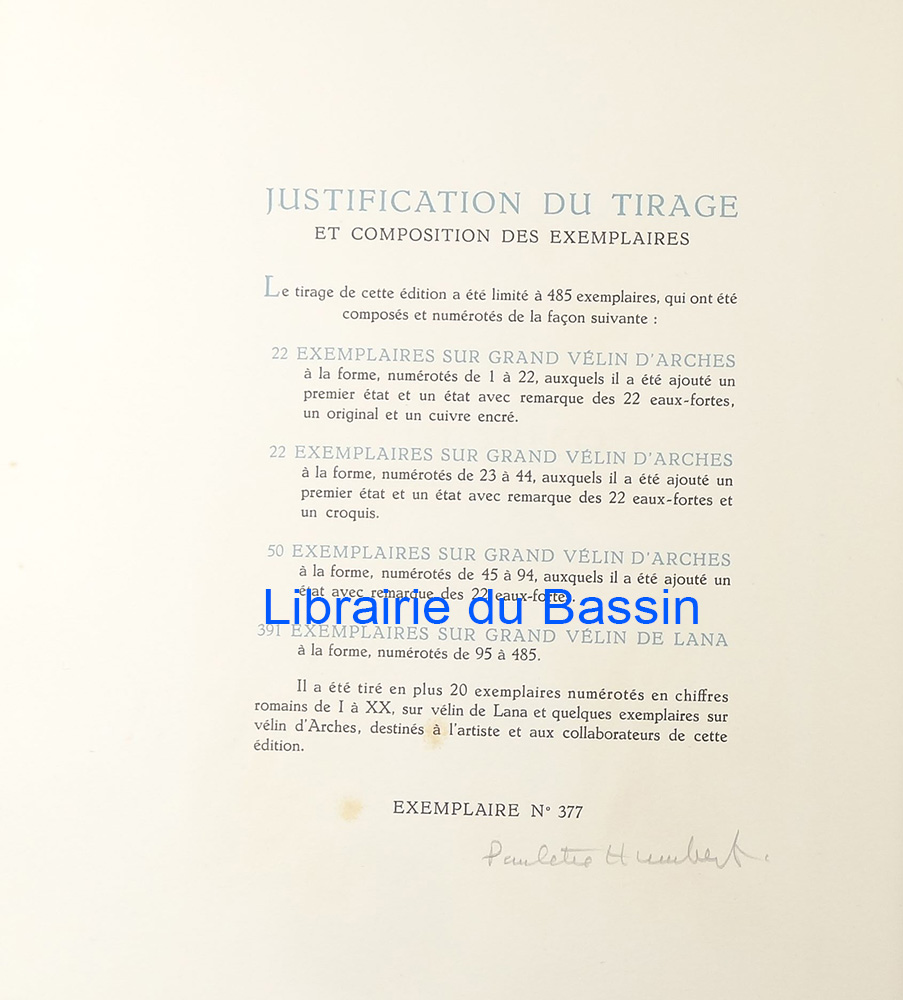 JUSTIFICATION DU TIRAGE
ET COMPOSITION DES EXEMPLAIRES
Le tirage de cette édition a été limité à 485 exemplaires, qui ont été
composés et numérotés de la façon suivante :
22 EXEMPLAIRES SUR GRAND VÉLIN D'ARCHES
à la forme, numérotés de 1 à 22, auxquels il a été ajouté un
premier état et un état avec remarque des 22 eaux-fortes,
un original et un cuivre encré.
22 EXEMPLAIRES SUR GRAND VÉLIN D'ARCHES
à la forme, numérotés de 23 à 44, auxquels il a été ajouté un
premier état et un état avec remarque des 22 eaux-fortes et
un croquis.
50 EXEMPLAIRES SUR GRAND VÉLIN D'ARCHES
à la forme, numérotés de 45 à 94, auxquels il a été ajouté un
état avec remarque des 22 eaux-fortes.
Librairie du Bassin
391 EXEMPLAIRES SUR GRAND VÉLIN DE LANA
à la forme, numérotés de 95 à 485.
Il a été tiré en plus 20 exemplaires numérotés en chiffres
romains de I à XX, sur vélin de Lana et quelques exemplaires sur
vélin d'Arches, destinés à l'artiste et aux collaborateurs de cette
édition.
EXEMPLAIRE N° 377
Paulette Humbert.